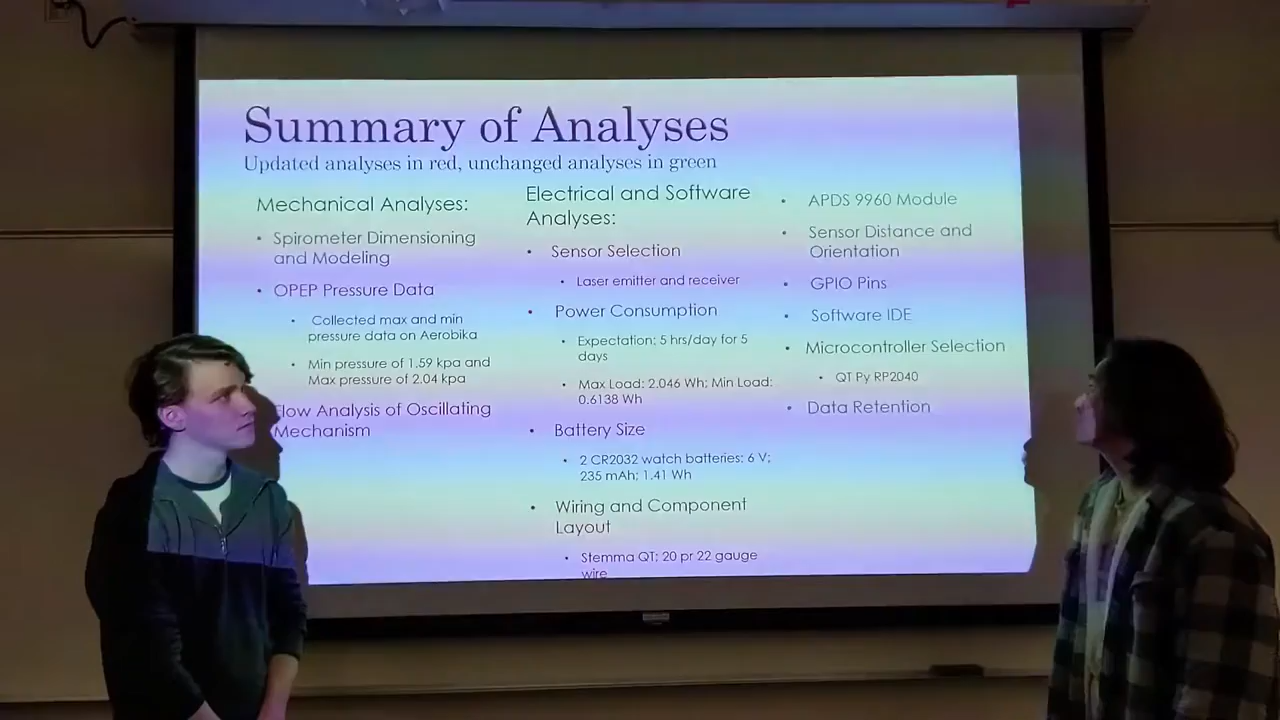 Summary of Analyses
Updated analyses in red, unchanged analyses in green
Mechanical Analyses:
• Spirometer Dimensioning
and Modeling
• OPEP Pressure Data
• Collected max and min
pressure data on Aerobika
• Min pressure of 1.59 kpa and
Max pressure of 2.04 kpa
Flow Analysis of Oscillating
Mechanism
Electrical and Software
Analyses:
• Sensor Selection
• Laser emitter and receiver
• Power Consumption
• Expectation: 5 hrs/day for 5
days
• Max Load: 2.046 Wh; Min Load:
0.6138 Wh
• Battery Size
• 2 CR2032 watch batteries: 6 V;
235 mAh; 1.41 Wh
• Wiring and Component
Layout
• Stemma QT; 20 pr 22 gauge
wire
• APDS 9960 Module
• Sensor Distance and
Orientation
• GPIO Pins
• Software IDE
• Microcontroller Selection
• QT Py RP2040
• Data Retention